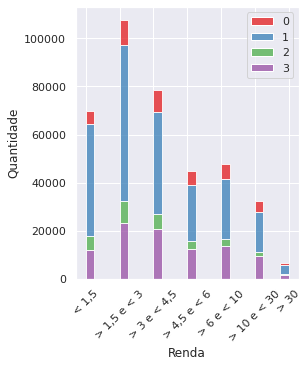 0
1
2
3
100000
80000
60000
40000
20000
0
Quantidade
< 1,5
> 1,5 e < 3
> 3 e < 4,5
> 4,5 e < 6
> 6 e < 10
> 10 e < 30
> 30
Renda